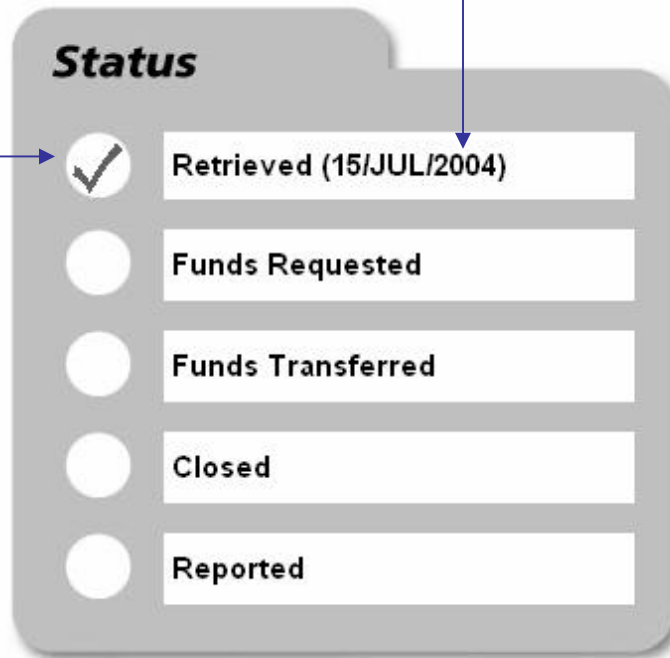 Status
Retrieved (15/JUL/2004)
Funds Requested
Funds Transferred
Closed
Reported